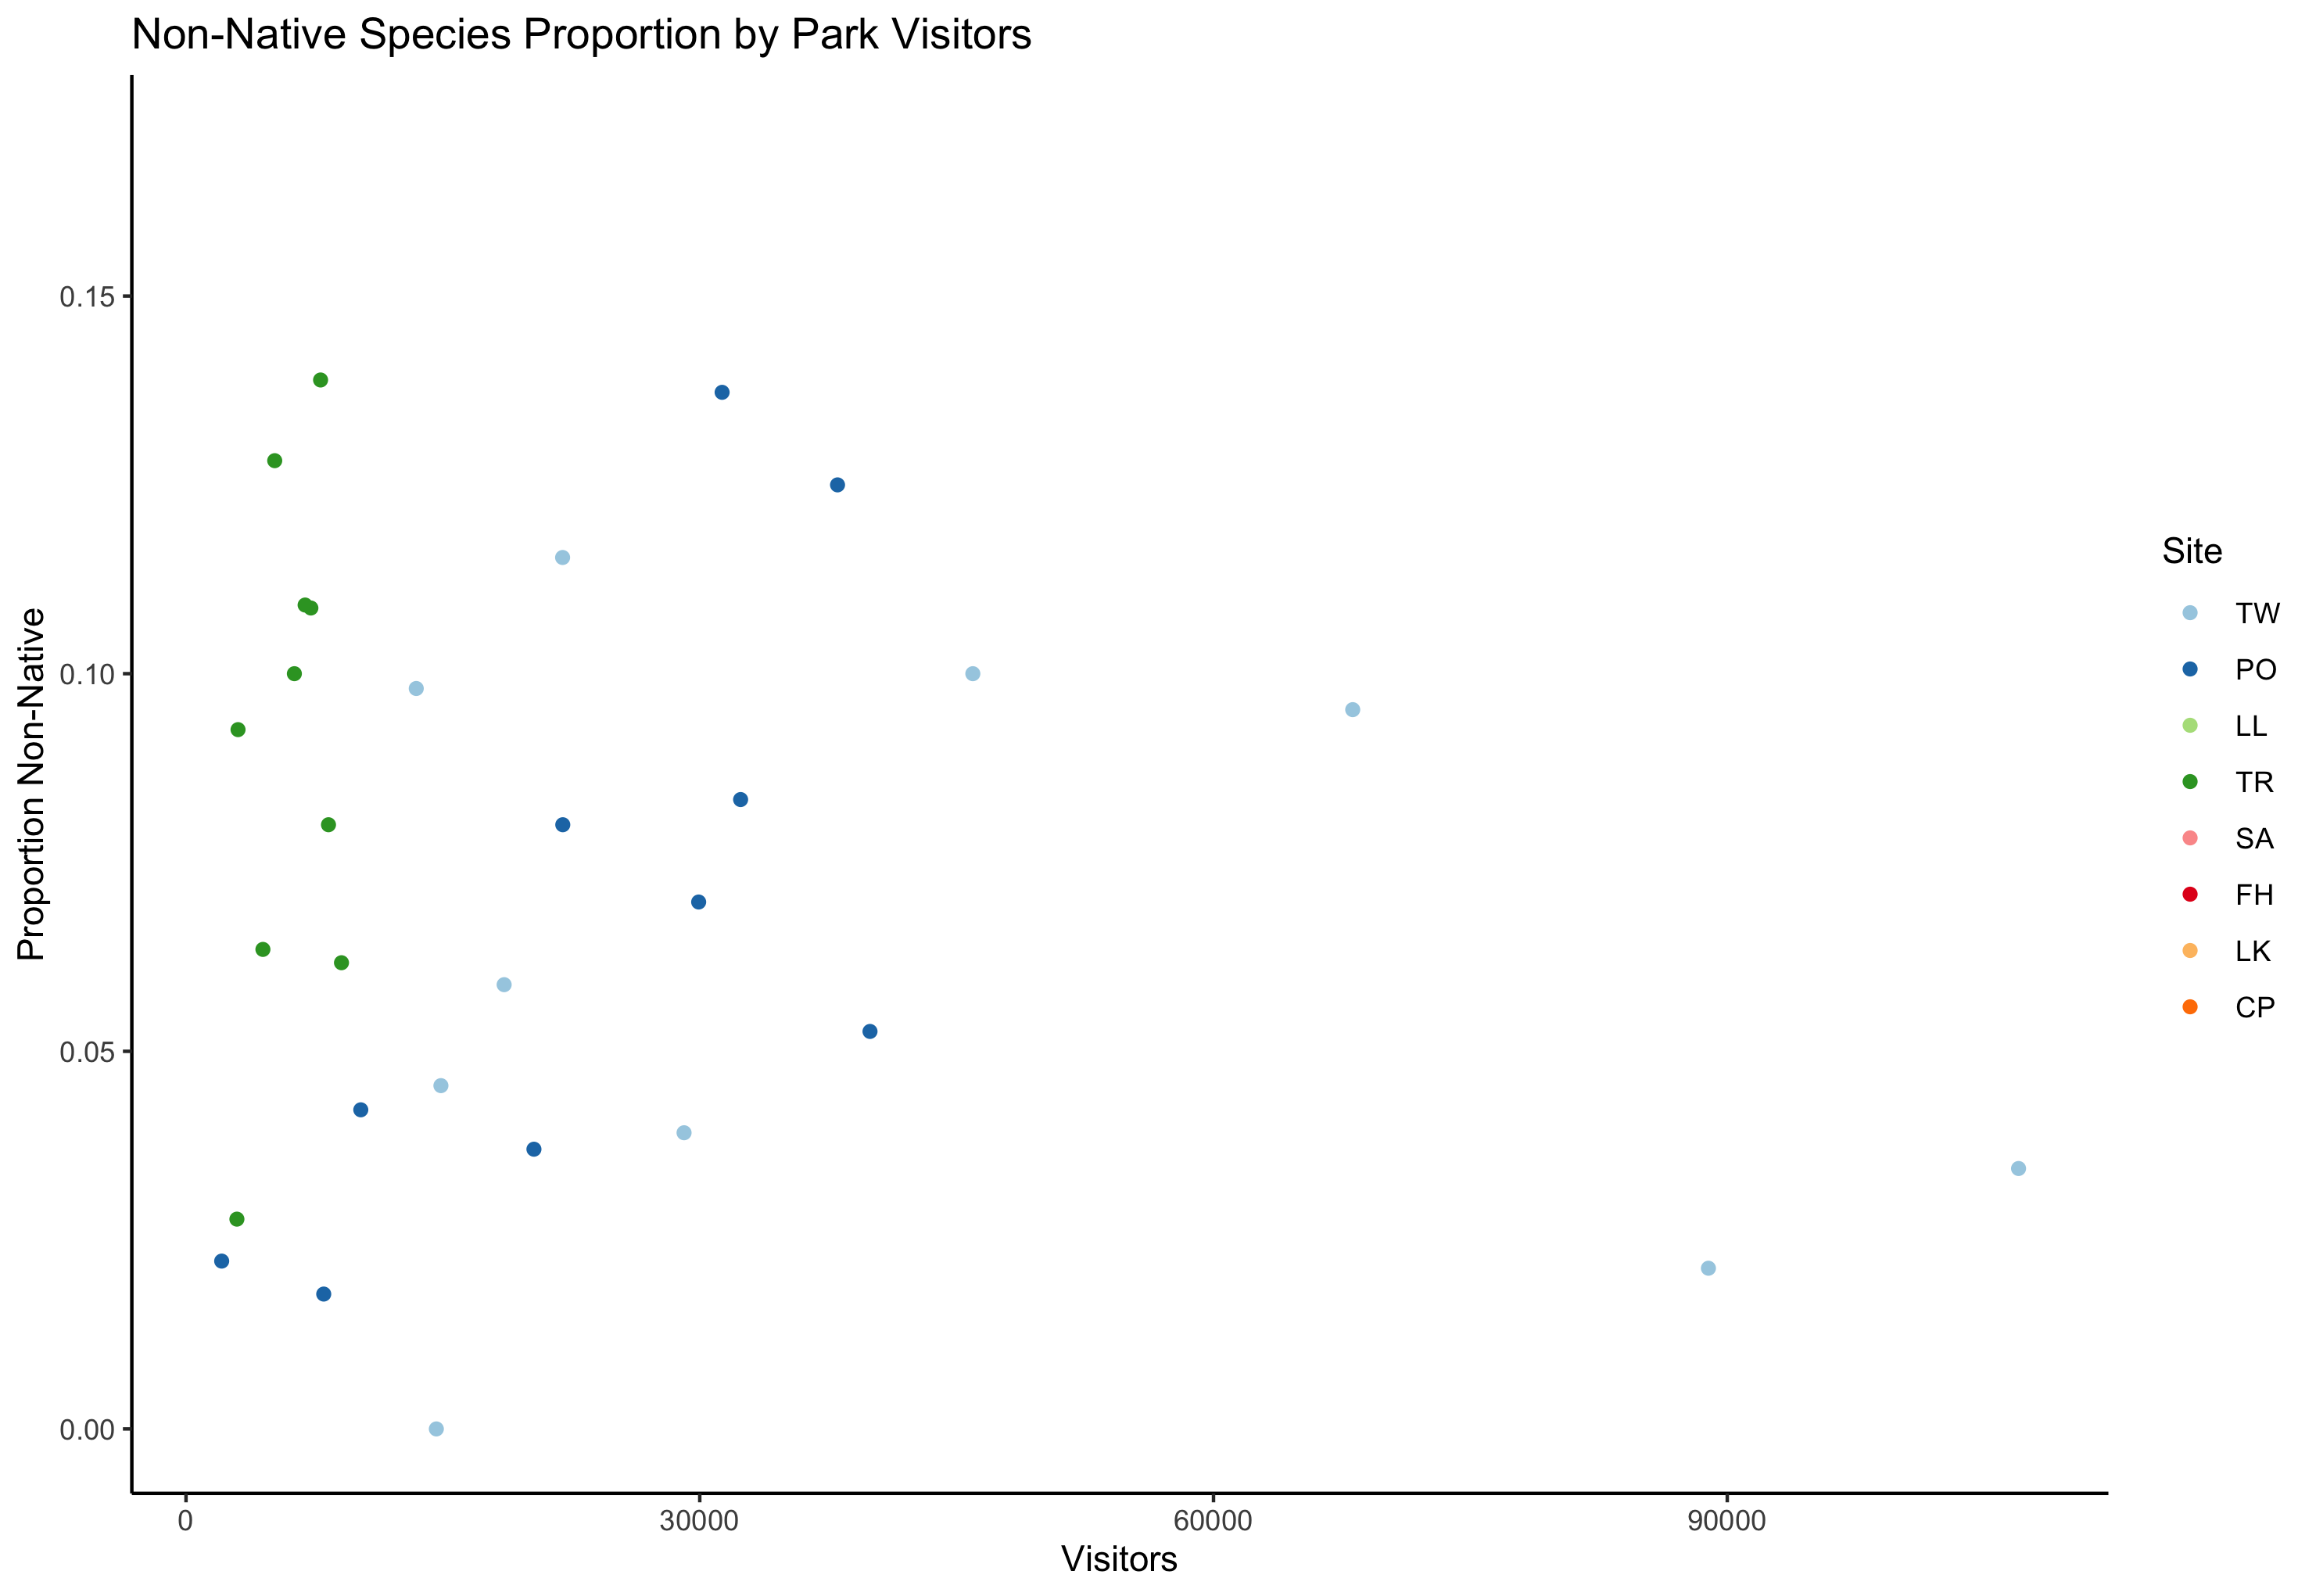 Non-Native Species Proportion by Park Visitors
Proportion Non-Native
0.15
0.10
0.05
0.00
0
30000
60000
90000
Visitors
Site
TW
PO
LL
TR
SA
FH
LK
CP